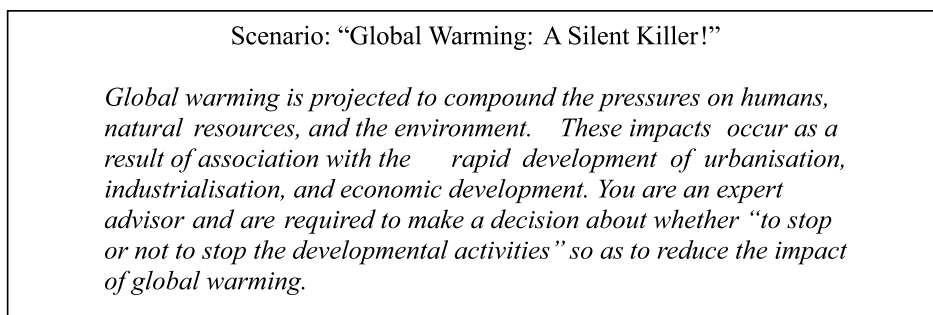 Scenario: “Global Warming: A Silent Killer!”
Global warming is projected to compound the pressures on humans,
natural resources, and the environment. These impacts occur as a
result of association with the rapid development of urbanisation,
industrialisation, and economic development. You are an expert
advisor and are required to make a decision about whether “to stop
or not to stop the developmental activities” so as to reduce the impact
of global warming.